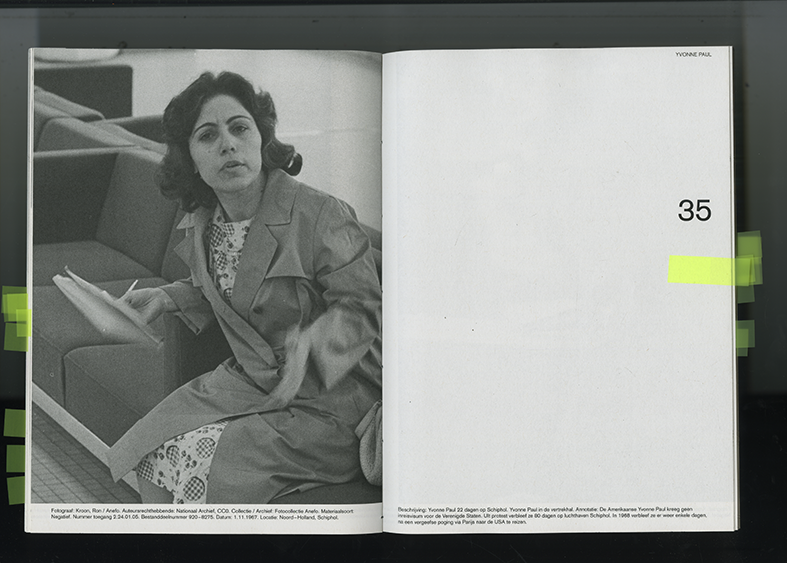 Fotograaf: Kroon, Ron / Anefo. Auteursrechthebbende: Nationaal Archief, CC0. Collectie / Archief: Fotocollectie Anefo. Materiaalsoort:
Negatief. Nummer toegang 2.24.01.05. Bestanddeelnummer 920-8275. Datum: 1.11.1967. Locatie: Noord-Holland, Schiphol.
YVONNE PAUL
35
Beschrijving: Yvonne Paul 22 dagen op Schiphol. Yvonne Paul in de vertrekhal. Annotatie: De Amerikaanse Yvonne Paul kreeg geen
inreisvisum voor de Verenigde Staten. Uit protest verbleef ze 80 dagen op luchthaven Schiphol. In 1968 verbleef ze er weer enkele dagen,
na een vergeefse poging via Parijs naar de USA te reizen.